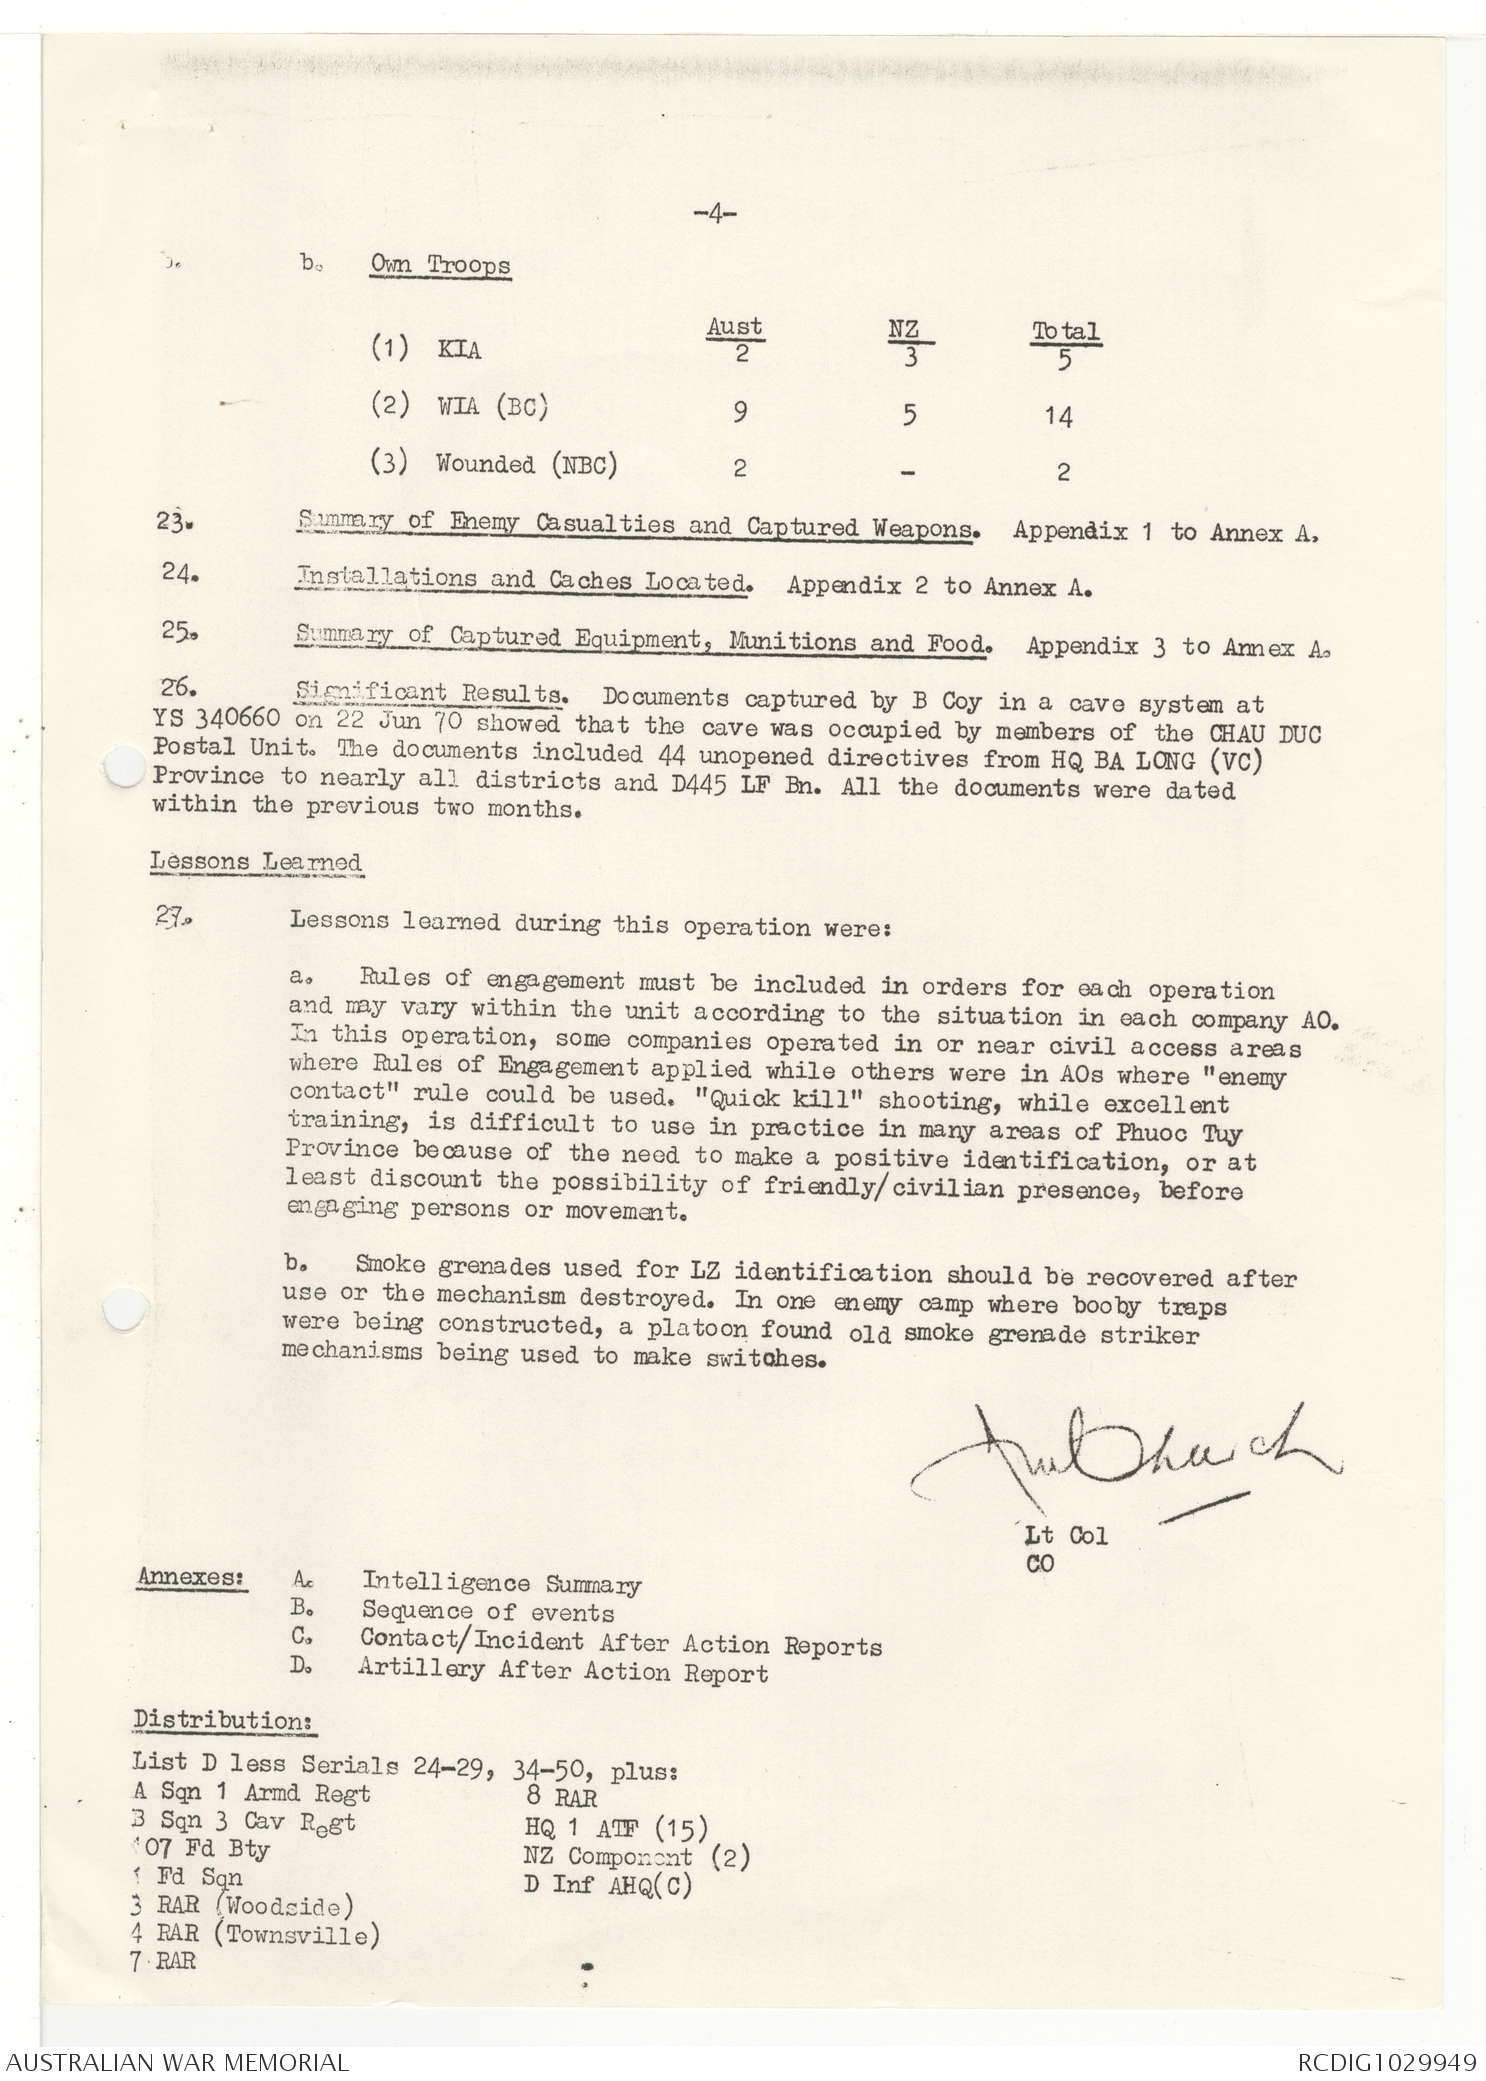 -4-
b. Own Troops
Aust NZ Total
(1) KIA 2 3 5
(2) WIA (BC) 9 5 14
(3) Wounded (NBC) 2 - 2
23. Summary of Enemy Casualties and Captured Weapons. Appendix 1 to Annex A.
24. Installations and Caches Located. Appendix 2 to Annex A.
25. Summary of Captured Equipment, Munitions and Food. Appendix 3 to Annex A.
26. Significant Results. Documents captured by B Coy in a cave system at
YS 340660 on 22 Jun 70 showed that the cave was occupied by members of the CHAU DUC
Postal Unit. The documents included 44 unopened directives from HQ BA LONG (VC)
Province to nearly all districts and D445 LF Bn. All the documents were dated
within the previous two months.
Lessons Learned
27. Lessons learned during this operation were:
a. Rules of engagement must be included in orders for each operation
and may vary within the unit according to the situation in each company AO.
In this operation, some companies operated in or near civil access areas
where Rules of Engagement applied while others were in AOs where "enemy
contact" rule could be used. "Quick kill" shooting, while excellent
training, is difficult to use in practice in many areas of Phuoc Tuy
Province because of the need to make a positive identification, or at
least discount the possibility of friendly/civilian presence, before
engaging persons or movement.
b. Smoke grenades used for LZ identification should be recovered after
use or the mechanism destroyed. In one enemy camp where booby traps
were being constructed, a platoon found old smoke grenade striker
mechanisms being used to make switches.
Church
Lt Col
CO
Annexes: A. Intelligence Summary
B. Sequence of events
C. Contact/Incident After Action Reports
D. Artillery After Action Report
Distribution:
List D less Serials 24-29, 34-50, plus:
A Sqn 1 Armd Regt 8 RAR
B Sqn 3 Cav Regt HQ 1 ATF (15)
107 Fd Bty NZ Component (2)
1 Fd Sqn D Inf AHQ(C)
3 RAR (Woodside)
4 RAR (Townsville)
7 RAR
AUSTRALIAN WAR MEMORIAL RCDIG1029949